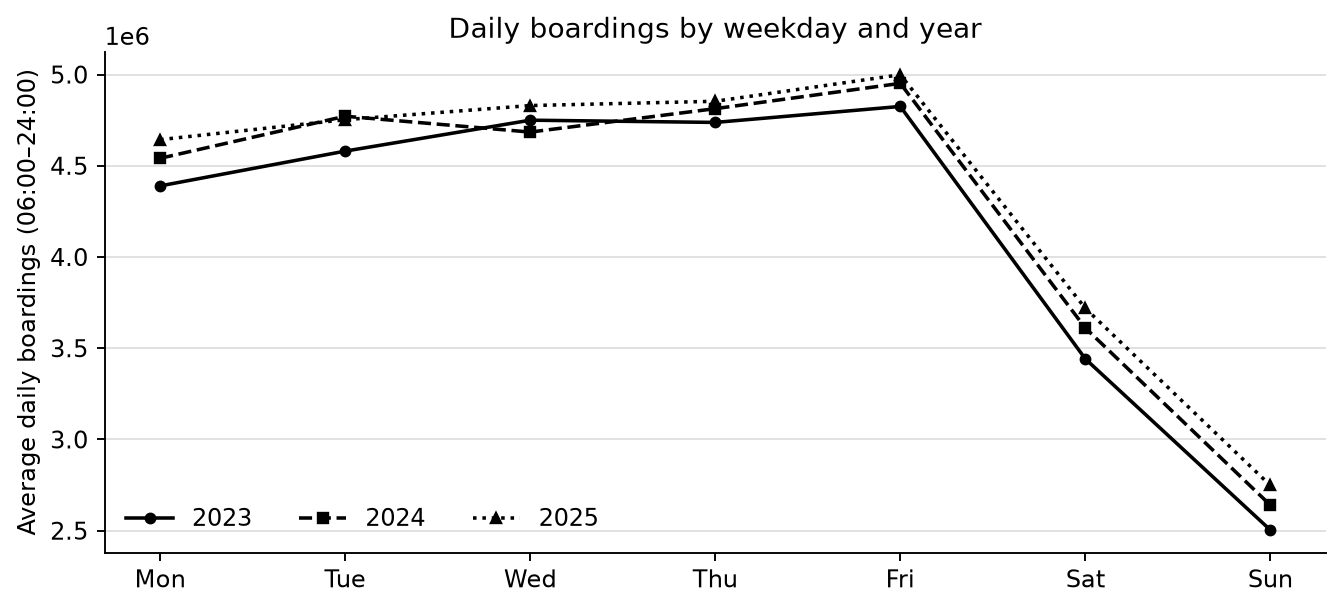 Daily boardings by weekday and year
1e6
Average daily boardings (06:00–24:00)
5.0
4.5
4.0
3.5
3.0
2.5
2023 2024 2025
Mon Tue Wed Thu Fri Sat Sun